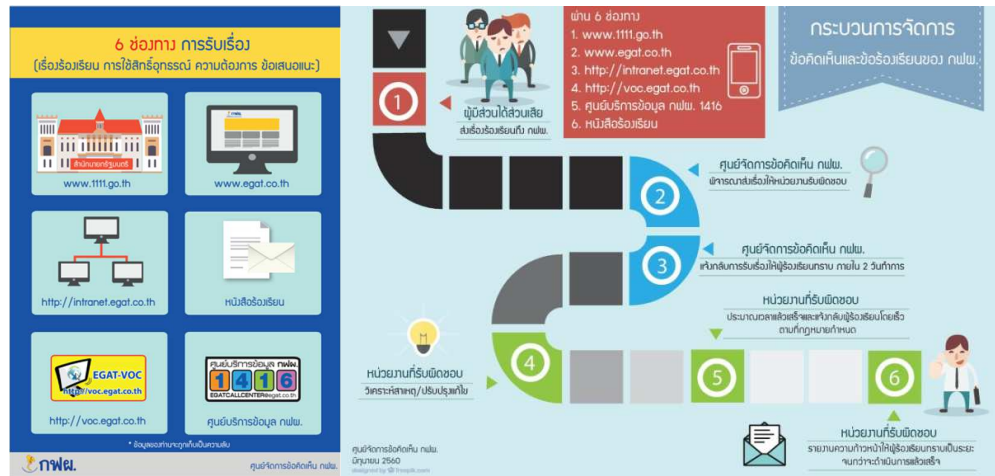 6 ช่องทาง การรับเรื่อง
(เรื่องร้องเรียน การใช้สิทธิ์อุทธรณ์ ความต้องการ ข้อเสนอแนะ)
สำนักนายกรัฐมนตรี
www.1111.go.th
www.egat.co.th
http://intranet.egat.co.th
หนังสือร้องเรียน
EGAT-VOC
http://voc.egat.co.th
http://voc.egat.co.th
ศูนย์บริการข้อมูล กฟผ.
1416
EGATCALLCENTER@egat.co.th
ศูนย์บริการข้อมูล กฟผ.
* ข้อมูลของท่านจะถูกเก็บเป็นความลับ
กฟผ.
ศูนย์จัดการข้อคิดเห็น กฟผ.
กระบวนการจัดการ
ข้อคิดเห็นและข้อร้องเรียนของ กฟผ.
ผ่าน 6 ช่องทาง
1. www.1111.go.th
2. www.egat.co.th
3. http://intranet.egat.co.th
4. http://voc.egat.co.th
5. ศูนย์บริการข้อมูล กฟผ. 1416
6. หนังสือร้องเรียน
1
ผู้มีส่วนได้ส่วนเสีย
ส่งเรื่องร้องเรียนถึง กฟผ.
2
ศูนย์จัดการข้อคิดเห็น กฟผ.
พิจารณาส่งเรื่องให้หน่วยงานรับผิดชอบ
3
ศูนย์จัดการข้อคิดเห็น กฟผ.
แจ้งกลับการรับเรื่องให้ผู้ร้องเรียนทราบ ภายใน 2 วันทำการ
4
หน่วยงานที่รับผิดชอบ
วิเคราะห์สาเหตุ/ปรับปรุงแก้ไข
5
หน่วยงานที่รับผิดชอบ
ประมาณเวลาแล้วเสร็จและแจ้งกลับผู้ร้องเรียนโดยเร็ว
ตามที่กฎหมายกำหนด
6
หน่วยงานที่รับผิดชอบ
รายงานความก้าวหน้าให้ผู้ร้องเรียนทราบเป็นระยะ
จนกว่าจะดำเนินการแล้วเสร็จ
ศูนย์จัดการข้อคิดเห็น กฟผ.
มิถุนายน 2560
designed by freepik.com